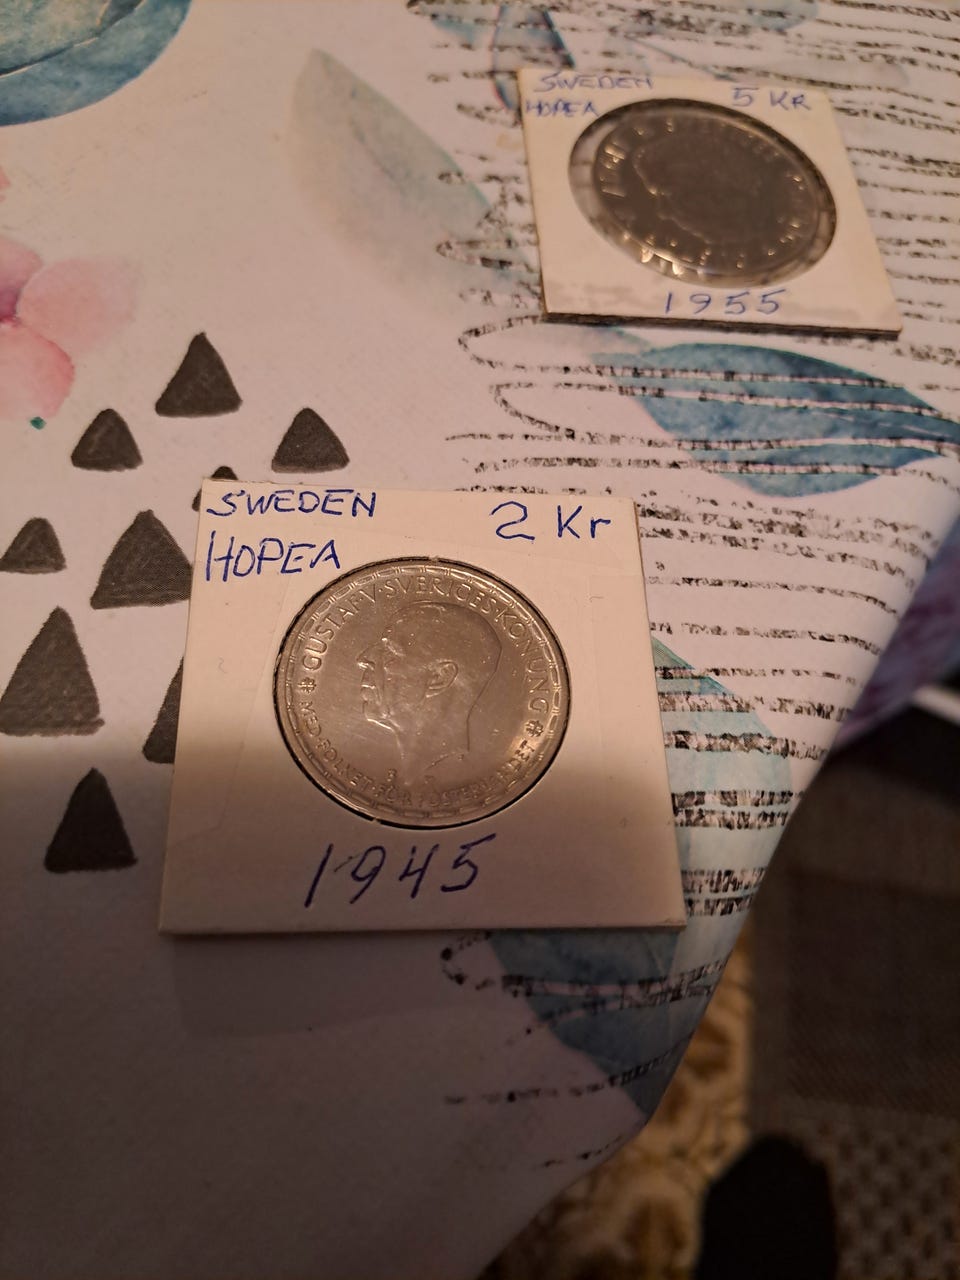 SWEDEN 5 KR
HOPEA
1955
SWEDEN 2 Kr
HOPEA
GUSTAF·V·SVERIGES·KONUNG
MED·FOLKET·FÖR·FOSTERLANDET
1945